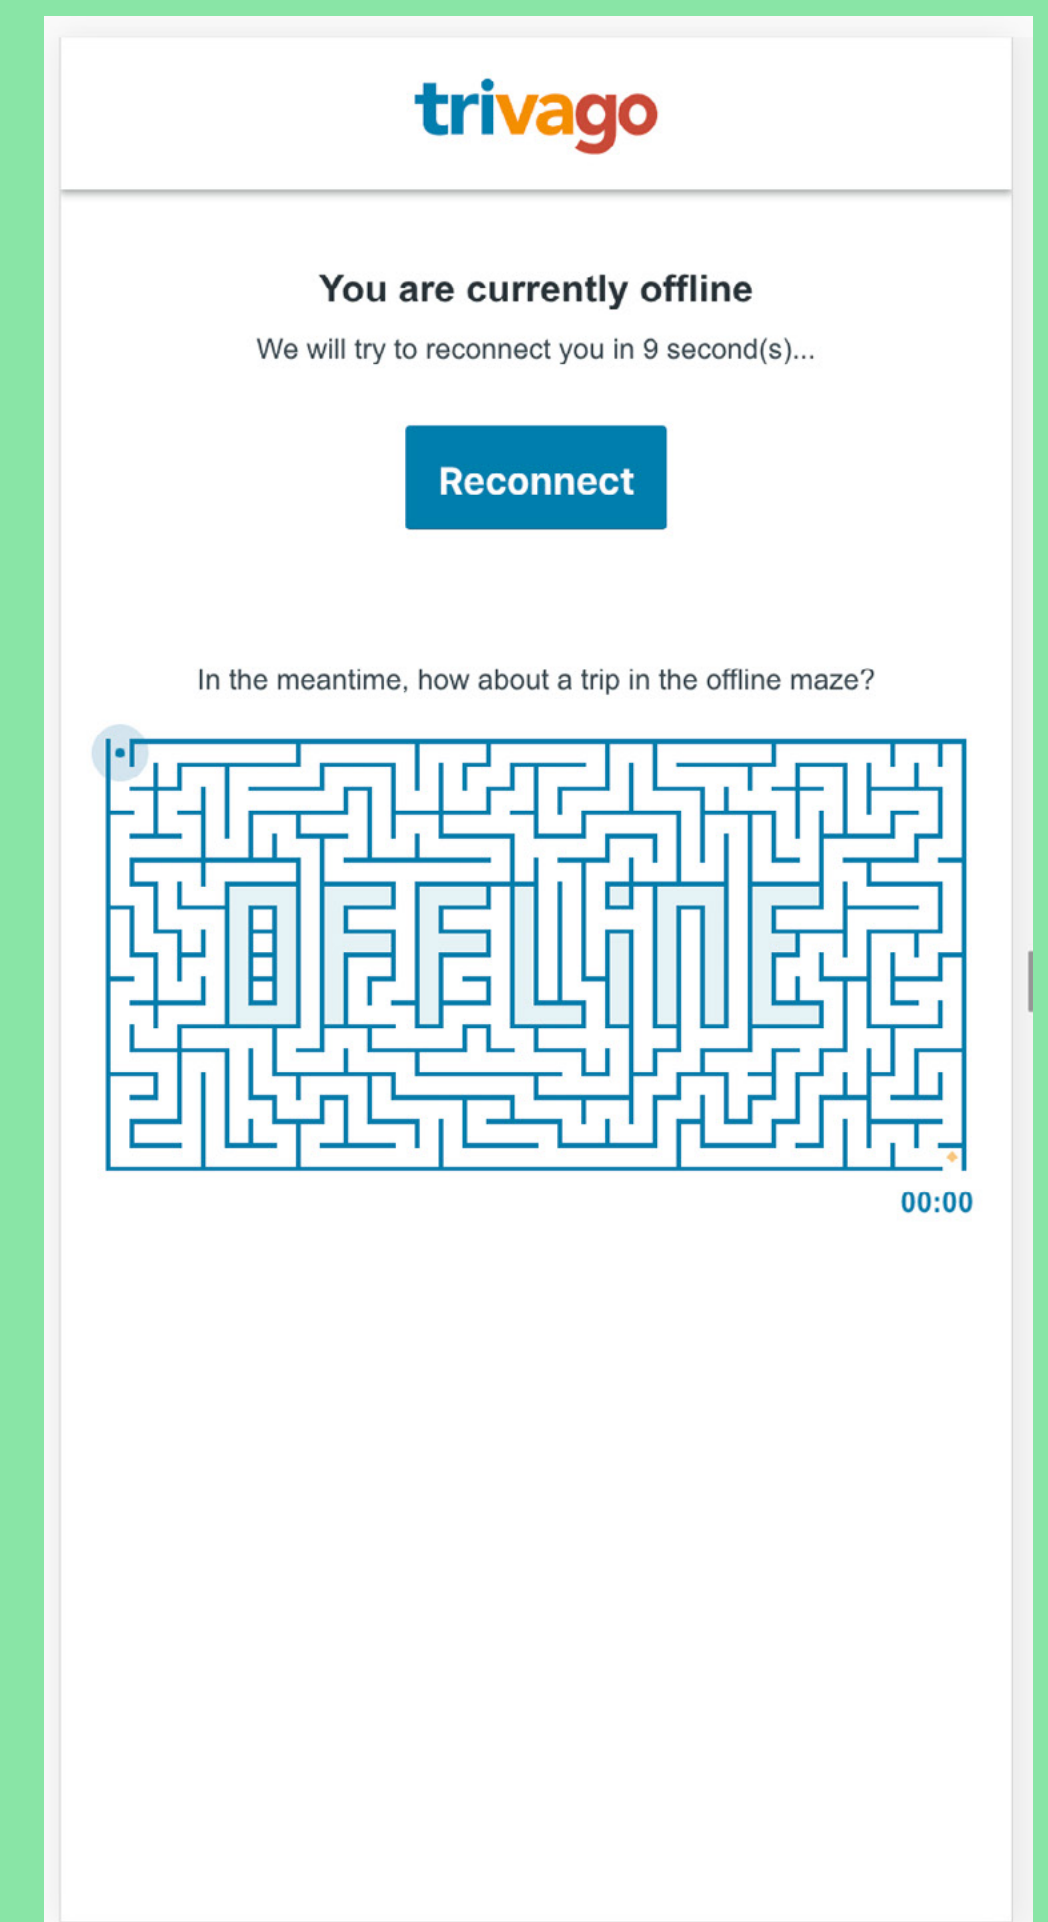 trivago
You are currently offline
We will try to reconnect you in 9 second(s)...
Reconnect
In the meantime, how about a trip in the offline maze?
OFFLiNE
00:00